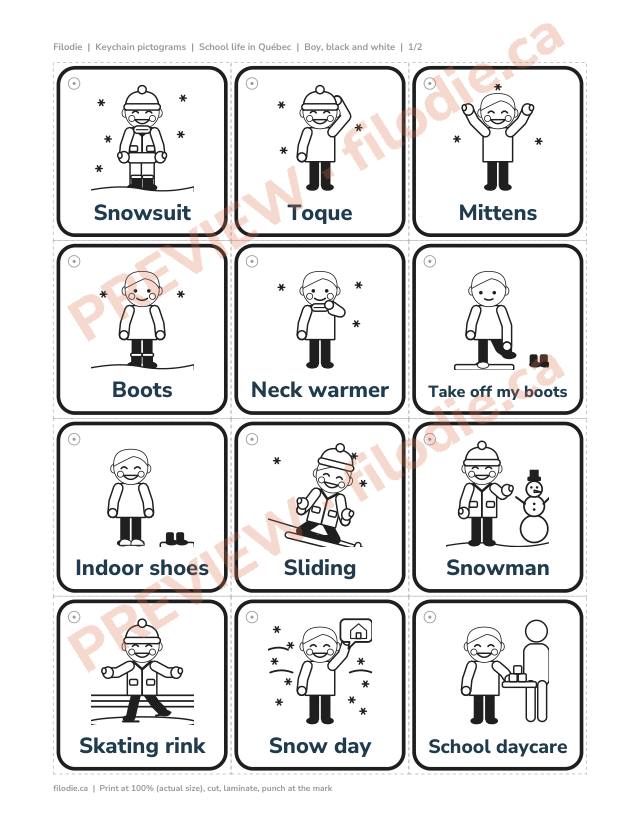 Filodie | Keychain pictograms | School life in Québec | Boy, black and white | 1/2
Snowsuit
Toque
Mittens
Boots
Neck warmer
Take off my boots
Indoor shoes
Sliding
Snowman
Skating rink
Snow day
School daycare
PREVIEW · filodie.ca
PREVIEW · filodie.ca
filodie.ca | Print at 100% (actual size), cut, laminate, punch at the mark